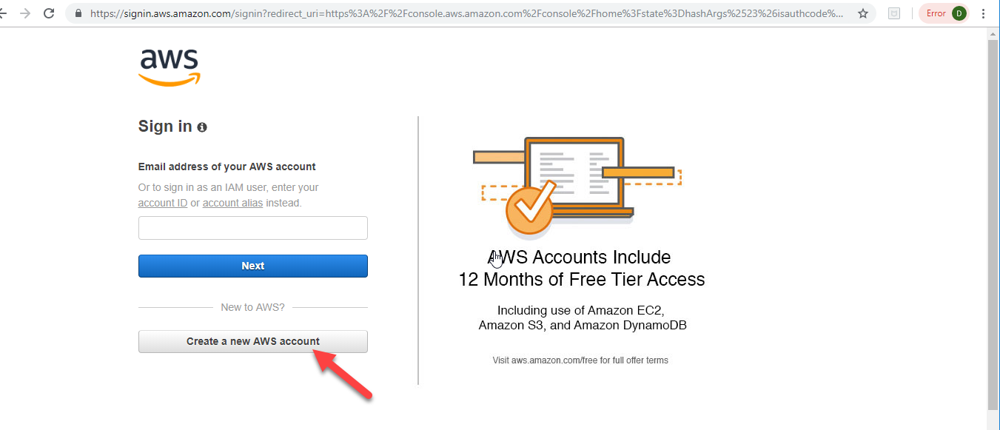 https://signin.aws.amazon.com/signin?redirect_uri=https%3A%2F%2Fconsole.aws.amazon.com%2Fconsole%2Fhome%3Fstate%3DhashArgs%2523%26isauthcode%...
Error D
aws
Sign in
Email address of your AWS account
Or to sign in as an IAM user, enter your
account ID or account alias instead.
Next
New to AWS?
Create a new AWS account
AWS Accounts Include
12 Months of Free Tier Access
Including use of Amazon EC2,
Amazon S3, and Amazon DynamoDB
Visit aws.amazon.com/free for full offer terms